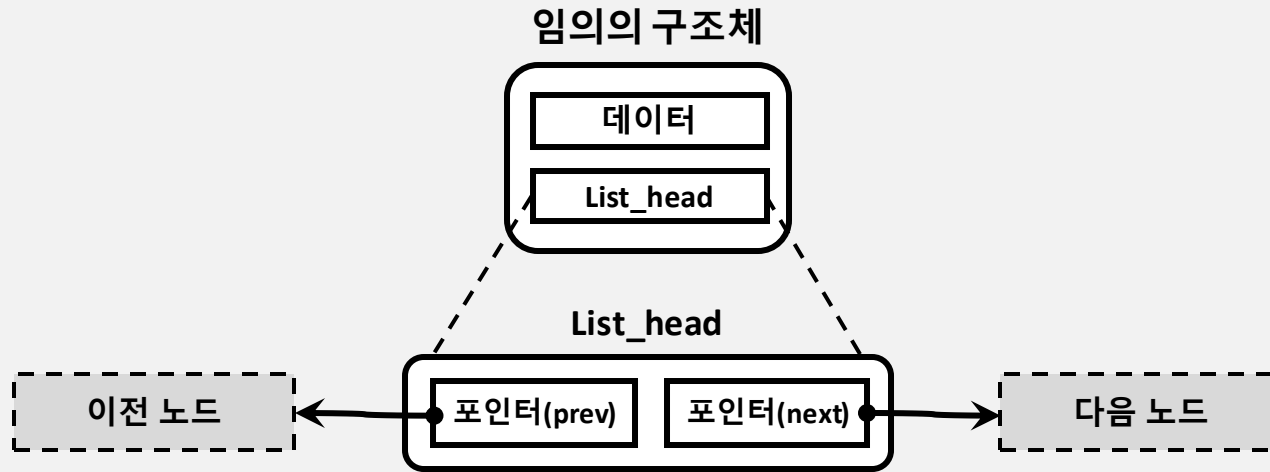 임의의 구조체
데이터
List_head
List_head
이전 노드
포인터(prev)
포인터(next)
다음 노드